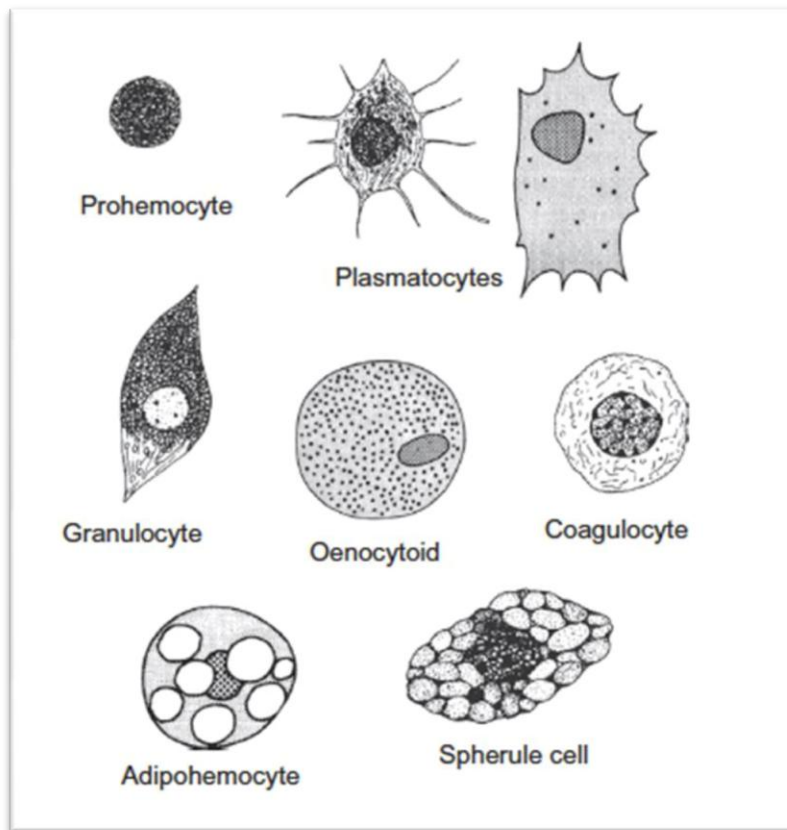 Prohemocyte
Plasmatocytes
Granulocyte
Oenocytoid
Coagulocyte
Adipohemocyte
Spherule cell